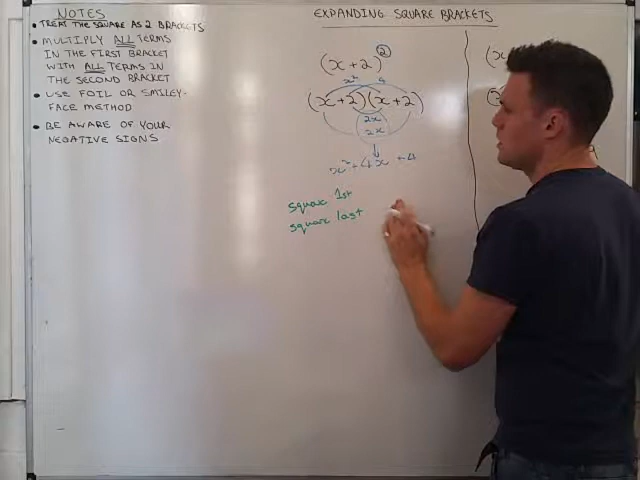 NOTES
• TREAT THE SQUARE AS 2 BRACKETS
• MULTIPLY ALL TERMS
IN THE FIRST BRACKET
WITH ALL TERMS IN
THE SECOND BRACKET
• USE FOIL OR SMILEY-
FACE METHOD
• BE AWARE OF YOUR
NEGATIVE SIGNS
EXPANDING SQUARE BRACKETS
(x+2)²
x² 4
(x+2)(x+2)
2x
2x
x²+4x+4
square 1st
square last
(x